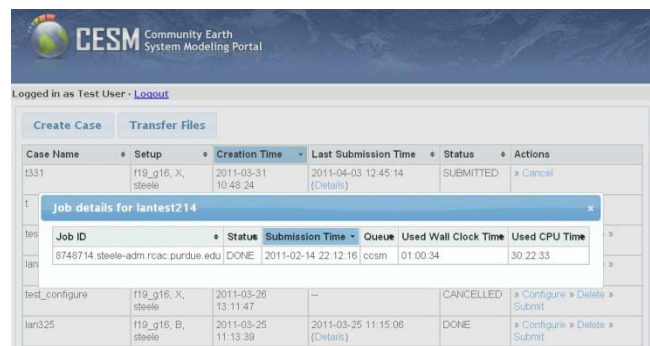 CESM Community Earth
System Modeling Portal
Logged in as Test User · Logout
Create Case Transfer Files
Case Name Setup Creation Time Last Submission Time Status Actions
t331 f19_g16, X, steele 2011-03-31 10:48:24 2011-04-03 12:45:14 (Details) SUBMITTED » Cancel
t
Job details for lantest214 ×
tes »
Job ID Status Submission Time Queue Used Wall Clock Time Used CPU Time
8748714.steele-adm.rcac.purdue.edu DONE 2011-02-14 22:12:16 ccsm 01:00:34 30:22:33
lan »
test_configure f19_g16, X, steele 2011-03-26 13:11:47 -- CANCELLED » Configure » Delete » Submit
lan325 f19_g16, B, steele 2011-03-25 11:13:39 2011-03-25 11:15:06 (Details) DONE » Configure » Delete » Submit